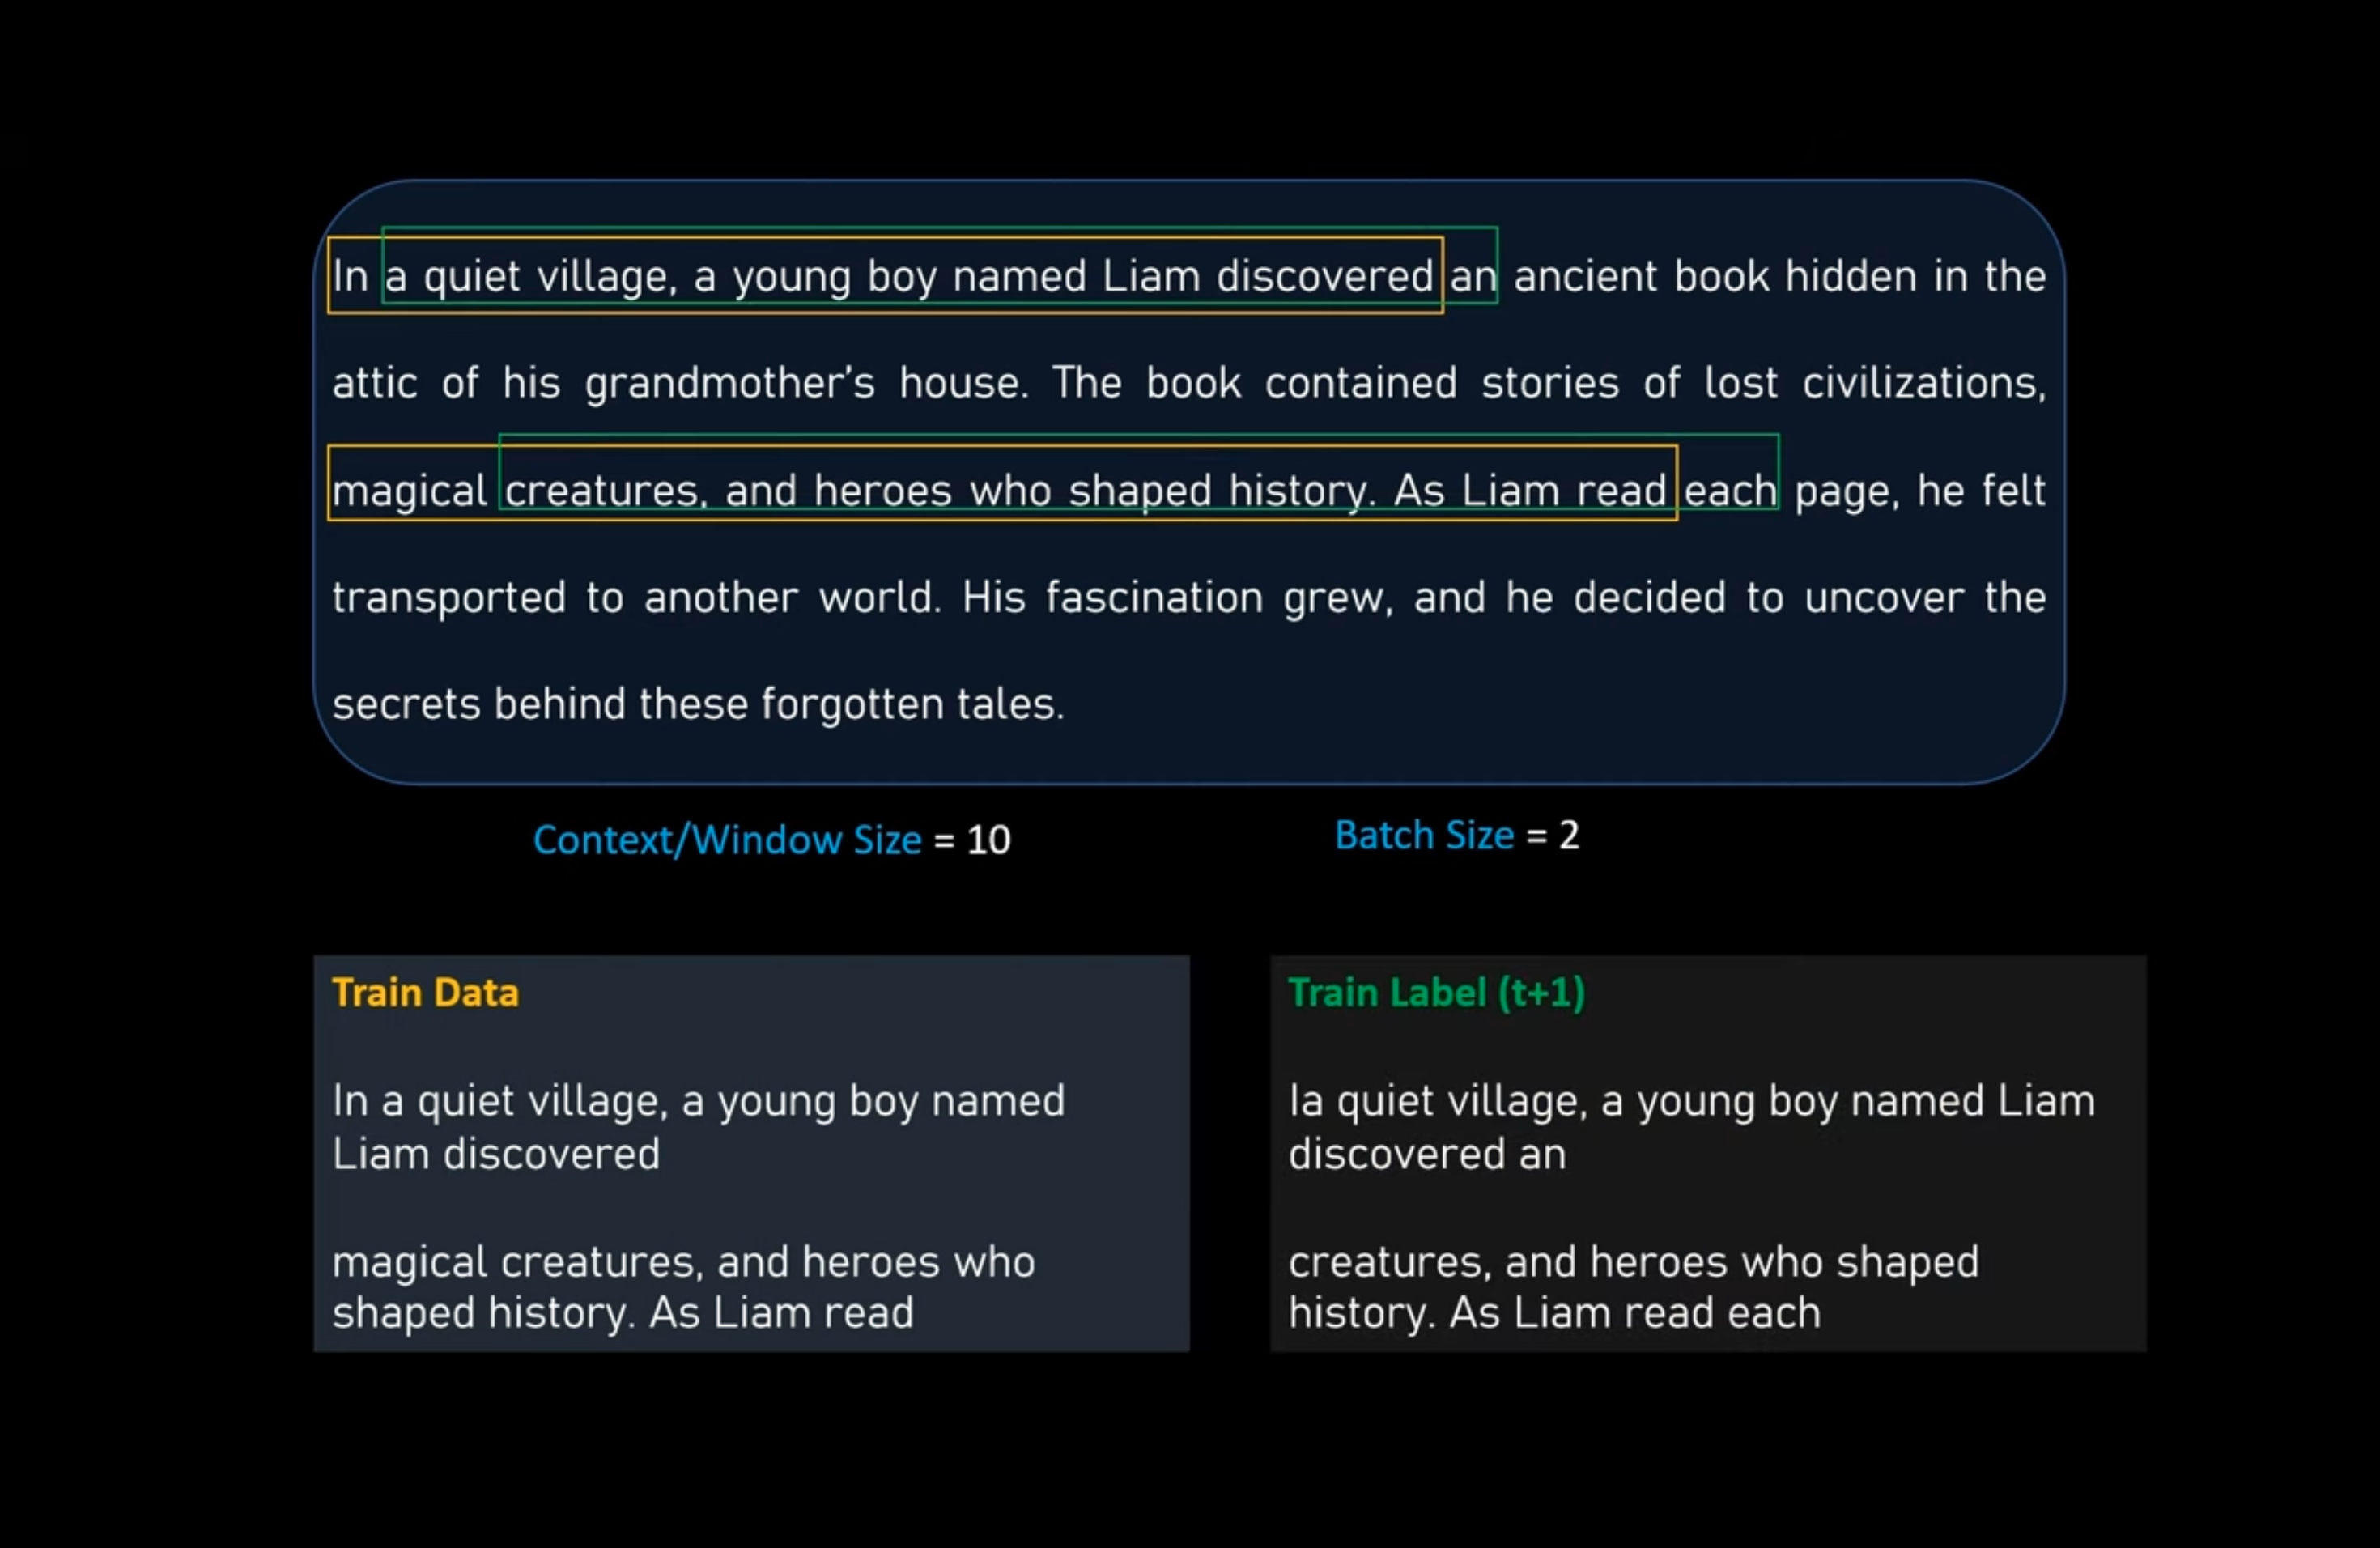 In a quiet village, a young boy named Liam discovered an ancient book hidden in the
attic of his grandmother’s house. The book contained stories of lost civilizations,
magical creatures, and heroes who shaped history. As Liam read each page, he felt
transported to another world. His fascination grew, and he decided to uncover the
secrets behind these forgotten tales.
Context/Window Size = 10
Batch Size = 2
Train Data
In a quiet village, a young boy named
Liam discovered
magical creatures, and heroes who
shaped history. As Liam read
Train Label (t+1)
Ia quiet village, a young boy named Liam
discovered an
creatures, and heroes who shaped
history. As Liam read each